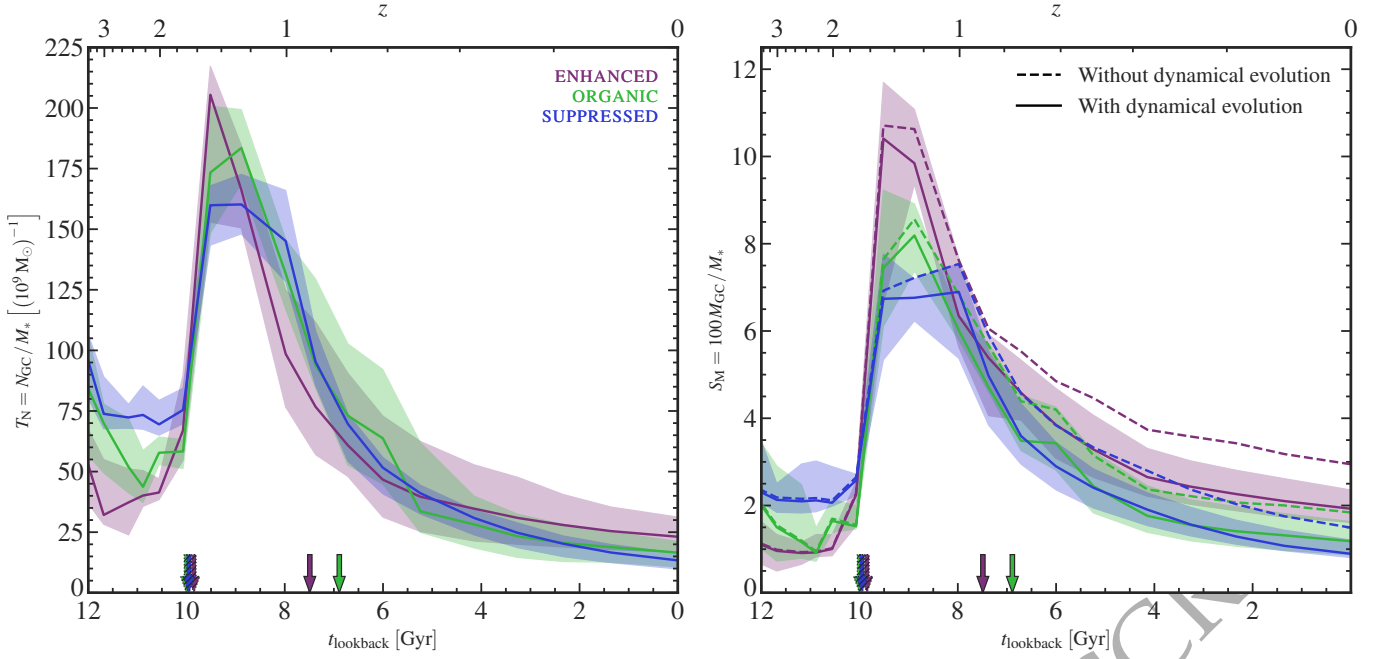 3 2 1 z 0
225
200
175
150
125
100
75
50
25
0
T_N = N_GC / M_* [(10^9 M_⊙)^−1]
ENHANCED
ORGANIC
SUPPRESSED
12 10 8 6 4 2 0
t_lookback [Gyr]
3 2 1 z 0
12
10
8
6
4
2
0
S_M = 100M_GC / M_*
Without dynamical evolution
With dynamical evolution
12 10 8 6 4 2
t_lookback [Gyr]